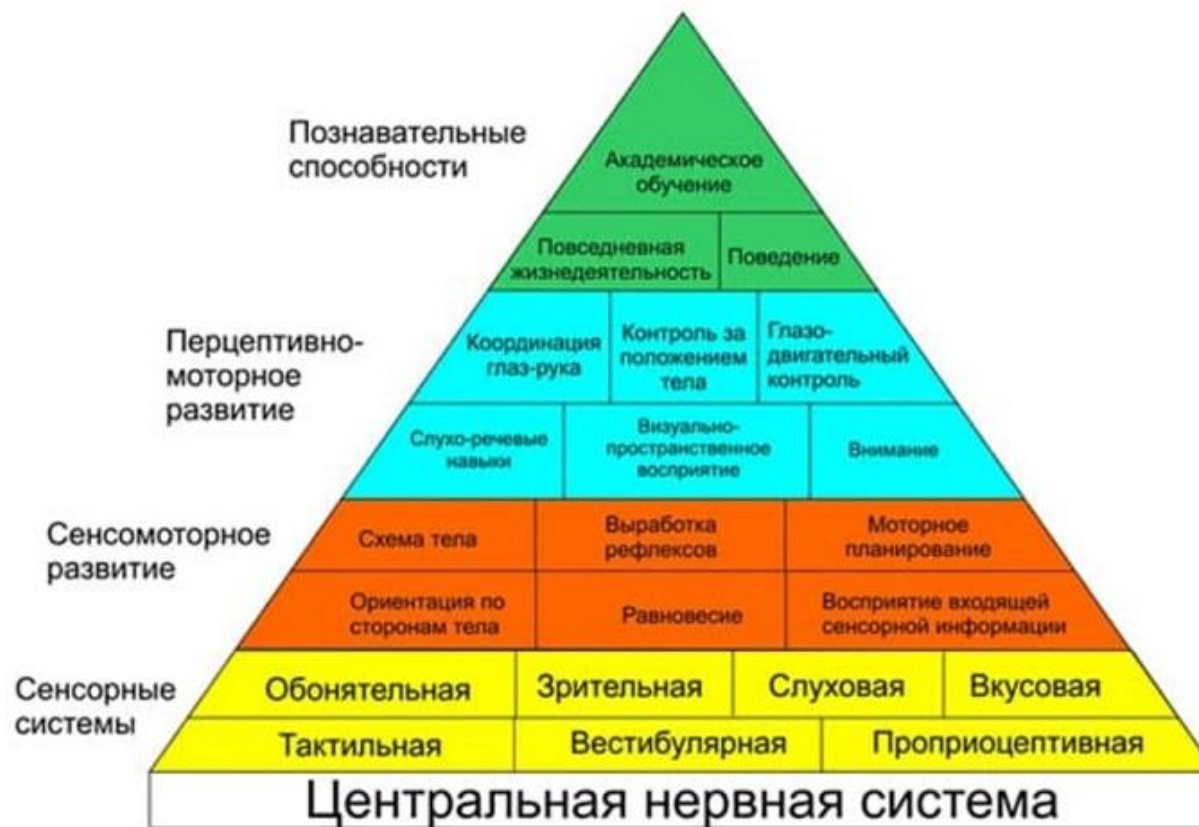 Познавательные
способности
Академическое
обучение
Повседневная
жизнедеятельность
Поведение
Перцептивно-
моторное
развитие
Координация
глаз-рука
Контроль за
положением
тела
Глазо-
двигательный
контроль
Слухо-речевые
навыки
Визуально-
пространственное
восприятие
Внимание
Сенсомоторное
развитие
Схема тела
Выработка
рефлексов
Моторное
планирование
Ориентация по
сторонам тела
Равновесие
Восприятие входящей
сенсорной информации
Сенсорные
системы
Обонятельная
Зрительная
Слуховая
Вкусовая
Тактильная
Вестибулярная
Проприоцептивная
Центральная нервная система